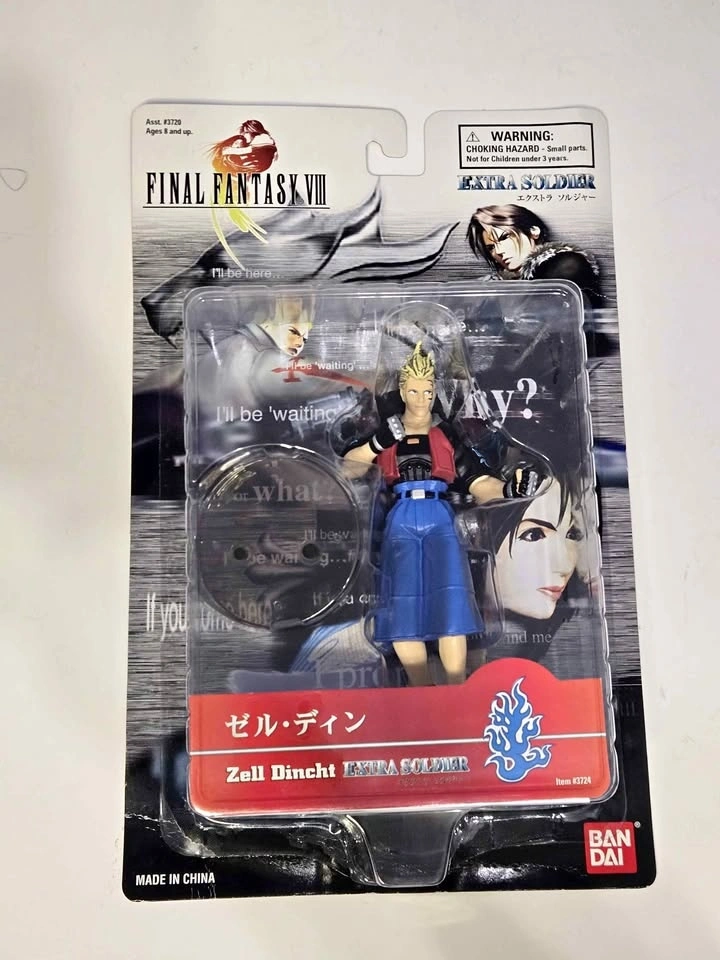 Asst. #3720
Ages 8 and up.
FINAL FANTASY VIII
⚠ WARNING:
CHOKING HAZARD - Small parts.
Not for Children under 3 years.
EXTRA SOLDIER
エクストラ ソルジャー
I'll be here...
I'll be 'waiting'
Why?
I'll be 'waiting'
or what?
If you come here
ゼル・ディン
Zell Dincht EXTRA SOLDIER
Item #3724
BAN
DAI
®
MADE IN CHINA